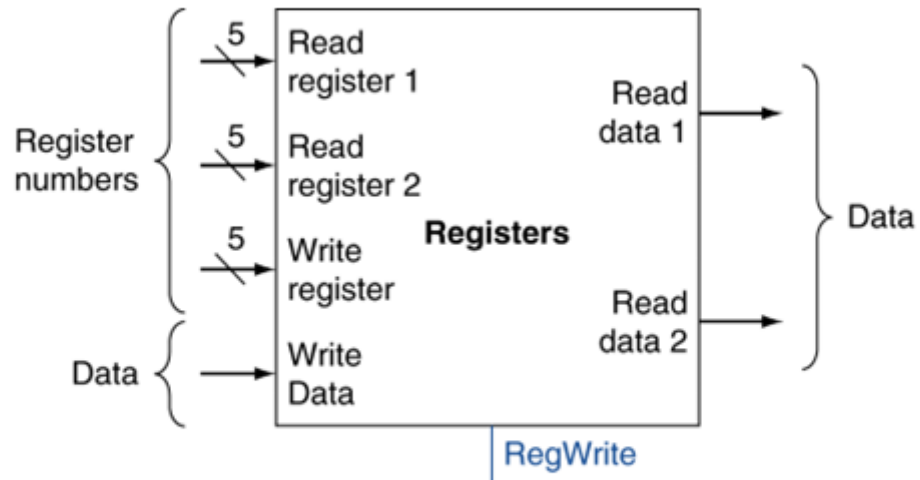 5
Read
register 1
5
Read
register 2
5
Write
register
Write
Data
Register
numbers
Data
Registers
Read
data 1
Read
data 2
Data
RegWrite